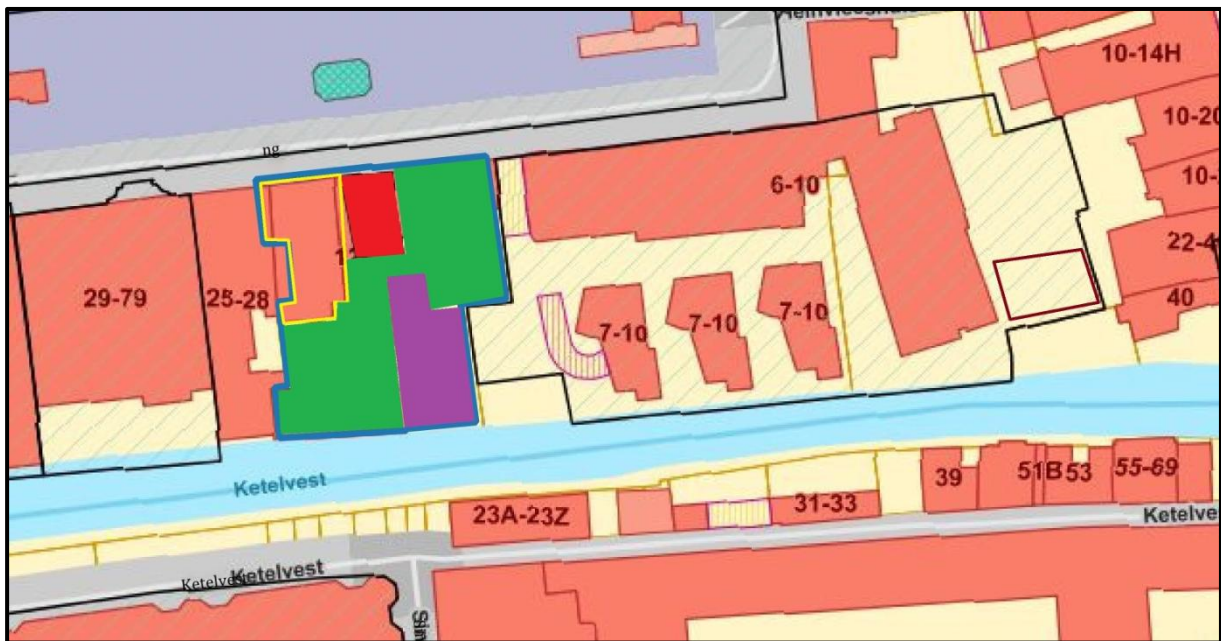 10-14H
10-20
ng
6-10
29-79
25-28
22-4
40
7-10
7-10
7-10
Ketelvest
39
51B
53
55-69
31-33
23A-23Z
Ketelve
Ketelvest
Ketelvest